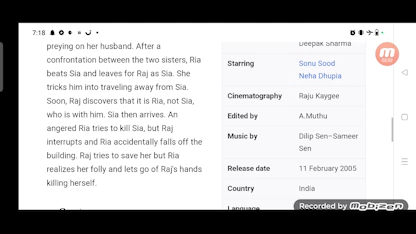 7:18
preying on her husband. After a
confrontation between the two sisters, Ria
beats Sia and leaves for Raj as Sia. She
tricks him into traveling away from Sia.
Soon, Raj discovers that it is Ria, not Sia,
who is with him. Sia then arrives. An
angered Ria tries to kill Sia, but Raj
interrupts and Ria accidentally falls off the
building. Raj tries to save her but Ria
realizes her folly and lets go of Raj's hands
killing herself.
Deepak Sharma
Starring Sonu Sood
Neha Dhupia
Cinematography Raju Kaygee
Edited by A.Muthu
Music by Dilip Sen–Sameer
Sen
Release date 11 February 2005
Country India
Language
Recorded by Mobizen